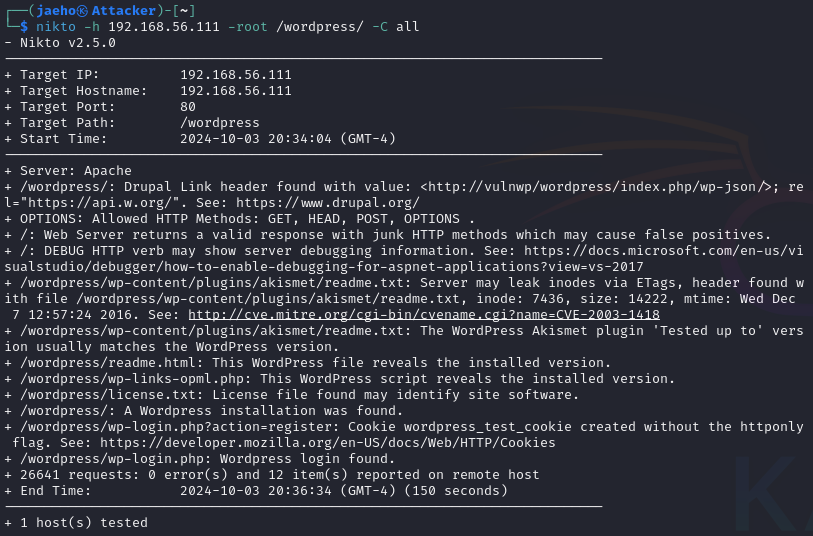 ┌──(jaeho㉿Attacker)-[~]
└─$ nikto -h 192.168.56.111 -root /wordpress/ -C all
- Nikto v2.5.0
---------------------------------------------------------------------------
+ Target IP:          192.168.56.111
+ Target Hostname:    192.168.56.111
+ Target Port:        80
+ Target Path:        /wordpress
+ Start Time:         2024-10-03 20:34:04 (GMT-4)
---------------------------------------------------------------------------
+ Server: Apache
+ /wordpress/: Drupal Link header found with value: <http://vulnwp/wordpress/index.php/wp-json/>; re
l="https://api.w.org/". See: https://www.drupal.org/
+ OPTIONS: Allowed HTTP Methods: GET, HEAD, POST, OPTIONS .
+ /: Web Server returns a valid response with junk HTTP methods which may cause false positives.
+ /: DEBUG HTTP verb may show server debugging information. See: https://docs.microsoft.com/en-us/vi
sualstudio/debugger/how-to-enable-debugging-for-aspnet-applications?view=vs-2017
+ /wordpress/wp-content/plugins/akismet/readme.txt: Server may leak inodes via ETags, header found w
ith file /wordpress/wp-content/plugins/akismet/readme.txt, inode: 7436, size: 14222, mtime: Wed Dec
 7 12:57:24 2016. See: http://cve.mitre.org/cgi-bin/cvename.cgi?name=CVE-2003-1418
+ /wordpress/wp-content/plugins/akismet/readme.txt: The WordPress Akismet plugin 'Tested up to' vers
ion usually matches the WordPress version.
+ /wordpress/readme.html: This WordPress file reveals the installed version.
+ /wordpress/wp-links-opml.php: This WordPress script reveals the installed version.
+ /wordpress/license.txt: License file found may identify site software.
+ /wordpress/: A Wordpress installation was found.
+ /wordpress/wp-login.php?action=register: Cookie wordpress_test_cookie created without the httponly
 flag. See: https://developer.mozilla.org/en-US/docs/Web/HTTP/Cookies
+ /wordpress/wp-login.php: Wordpress login found.
+ 26641 requests: 0 error(s) and 12 item(s) reported on remote host
+ End Time:           2024-10-03 20:36:34 (GMT-4) (150 seconds)
---------------------------------------------------------------------------
+ 1 host(s) tested